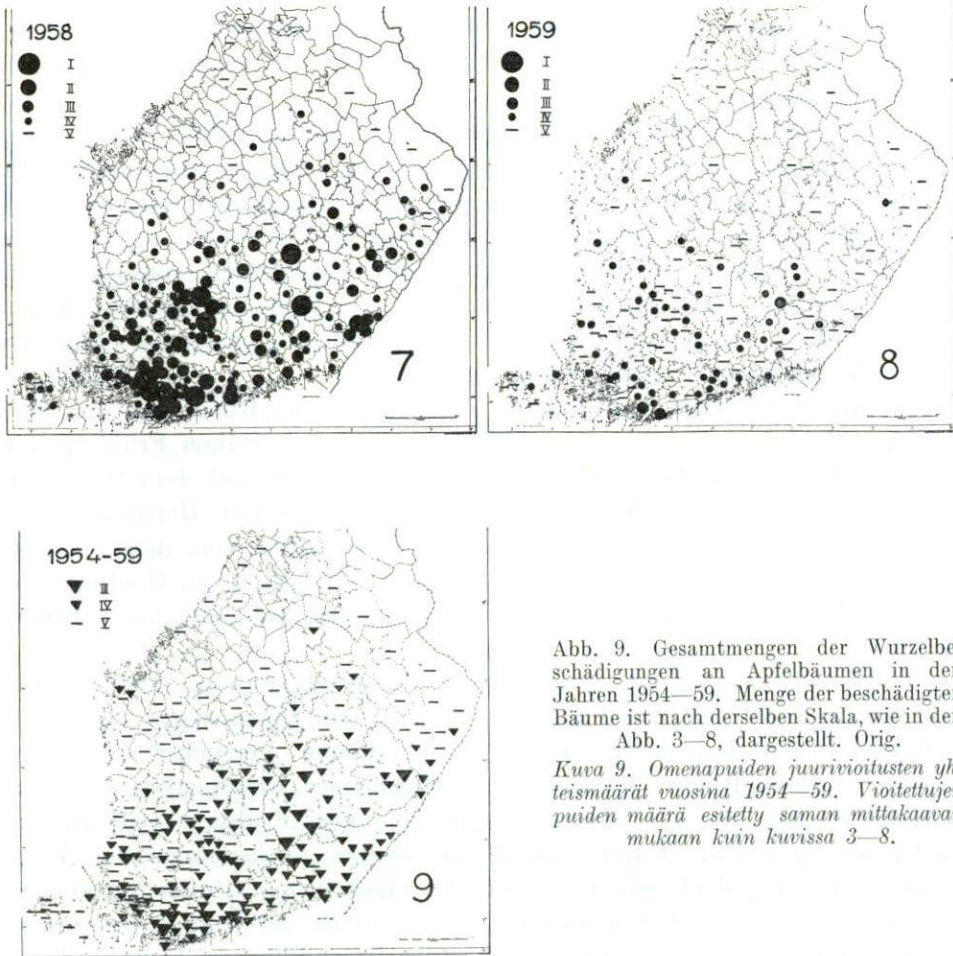 1958
I
II
III
IV
V
7
1959
I
II
III
IV
V
8
1954-59
III
IV
V
9
Abb. 9. Gesamtmengen der Wurzelbe
schädigungen an Apfelbäumen in de
Jahren 1954—59. Menge der beschädigte
Bäume ist nach derselben Skala, wie in de
Abb. 3—8, dargestellt. Orig.
Kuva 9. Omenapuiden juurivioitusten yh
teismäärät vuosina 1954—59. Vioitettuje
puiden määrä esitetty saman mittakaava
mukaan kuin kuvissa 3—8.